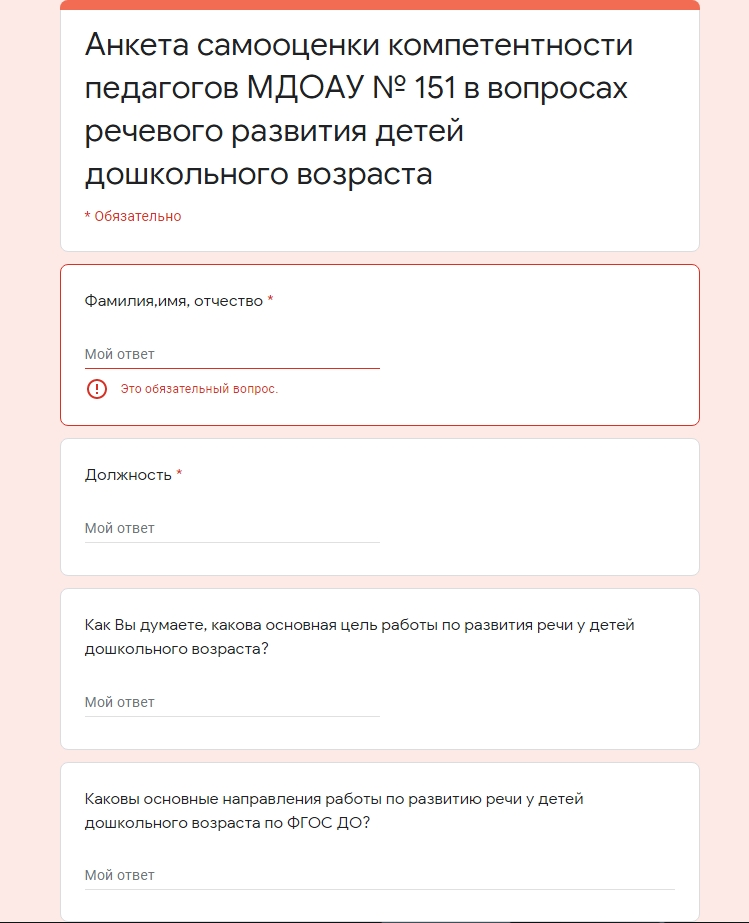 Анкета самооценки компетентности
педагогов МДОАУ № 151 в вопросах
речевого развития детей
дошкольного возраста
* Обязательно
Фамилия,имя, отчество *
Мой ответ
Это обязательный вопрос.
Должность *
Мой ответ
Как Вы думаете, какова основная цель работы по развития речи у детей
дошкольного возраста?
Мой ответ
Каковы основные направления работы по развитию речи у детей
дошкольного возраста по ФГОС ДО?
Мой ответ